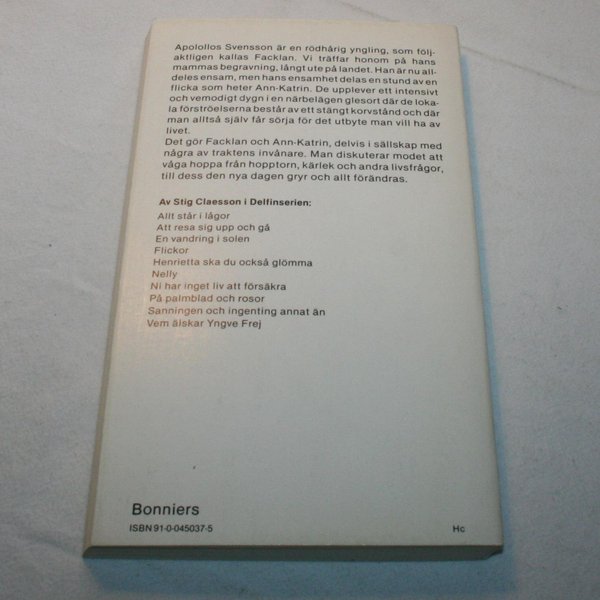 Apolollos Svensson är en rödhårig yngling, som följ-
aktligen kallas Facklan. Vi träffar honom på hans
mammas begravning, långt ute på landet. Han är nu all-
deles ensam, men hans ensamhet delas en stund av en
flicka som heter Ann-Katrin. De upplever ett intensivt
och vemodigt dygn i en närbelägen glesort där de loka-
la förströelserna består av ett stängt korvstånd och där
man alltså själv får sörja för det utbyte man vill ha av
livet.
Det gör Facklan och Ann-Katrin, delvis i sällskap med
några av traktens invånare. Man diskuterar modet att
våga hoppa från hopptorn, kärlek och andra livsfrågor,
till dess den nya dagen gryr och allt förändras.
Av Stig Claesson i Delfinserien:
Allt står i lågor
Att resa sig upp och gå
En vandring i solen
Flickor
Henrietta ska du också glömma
Nelly
Ni har inget liv att försäkra
På palmblad och rosor
Sanningen och ingenting annat än
Vem älskar Yngve Frej
Bonniers
ISBN 91-0-045037-5
Hc